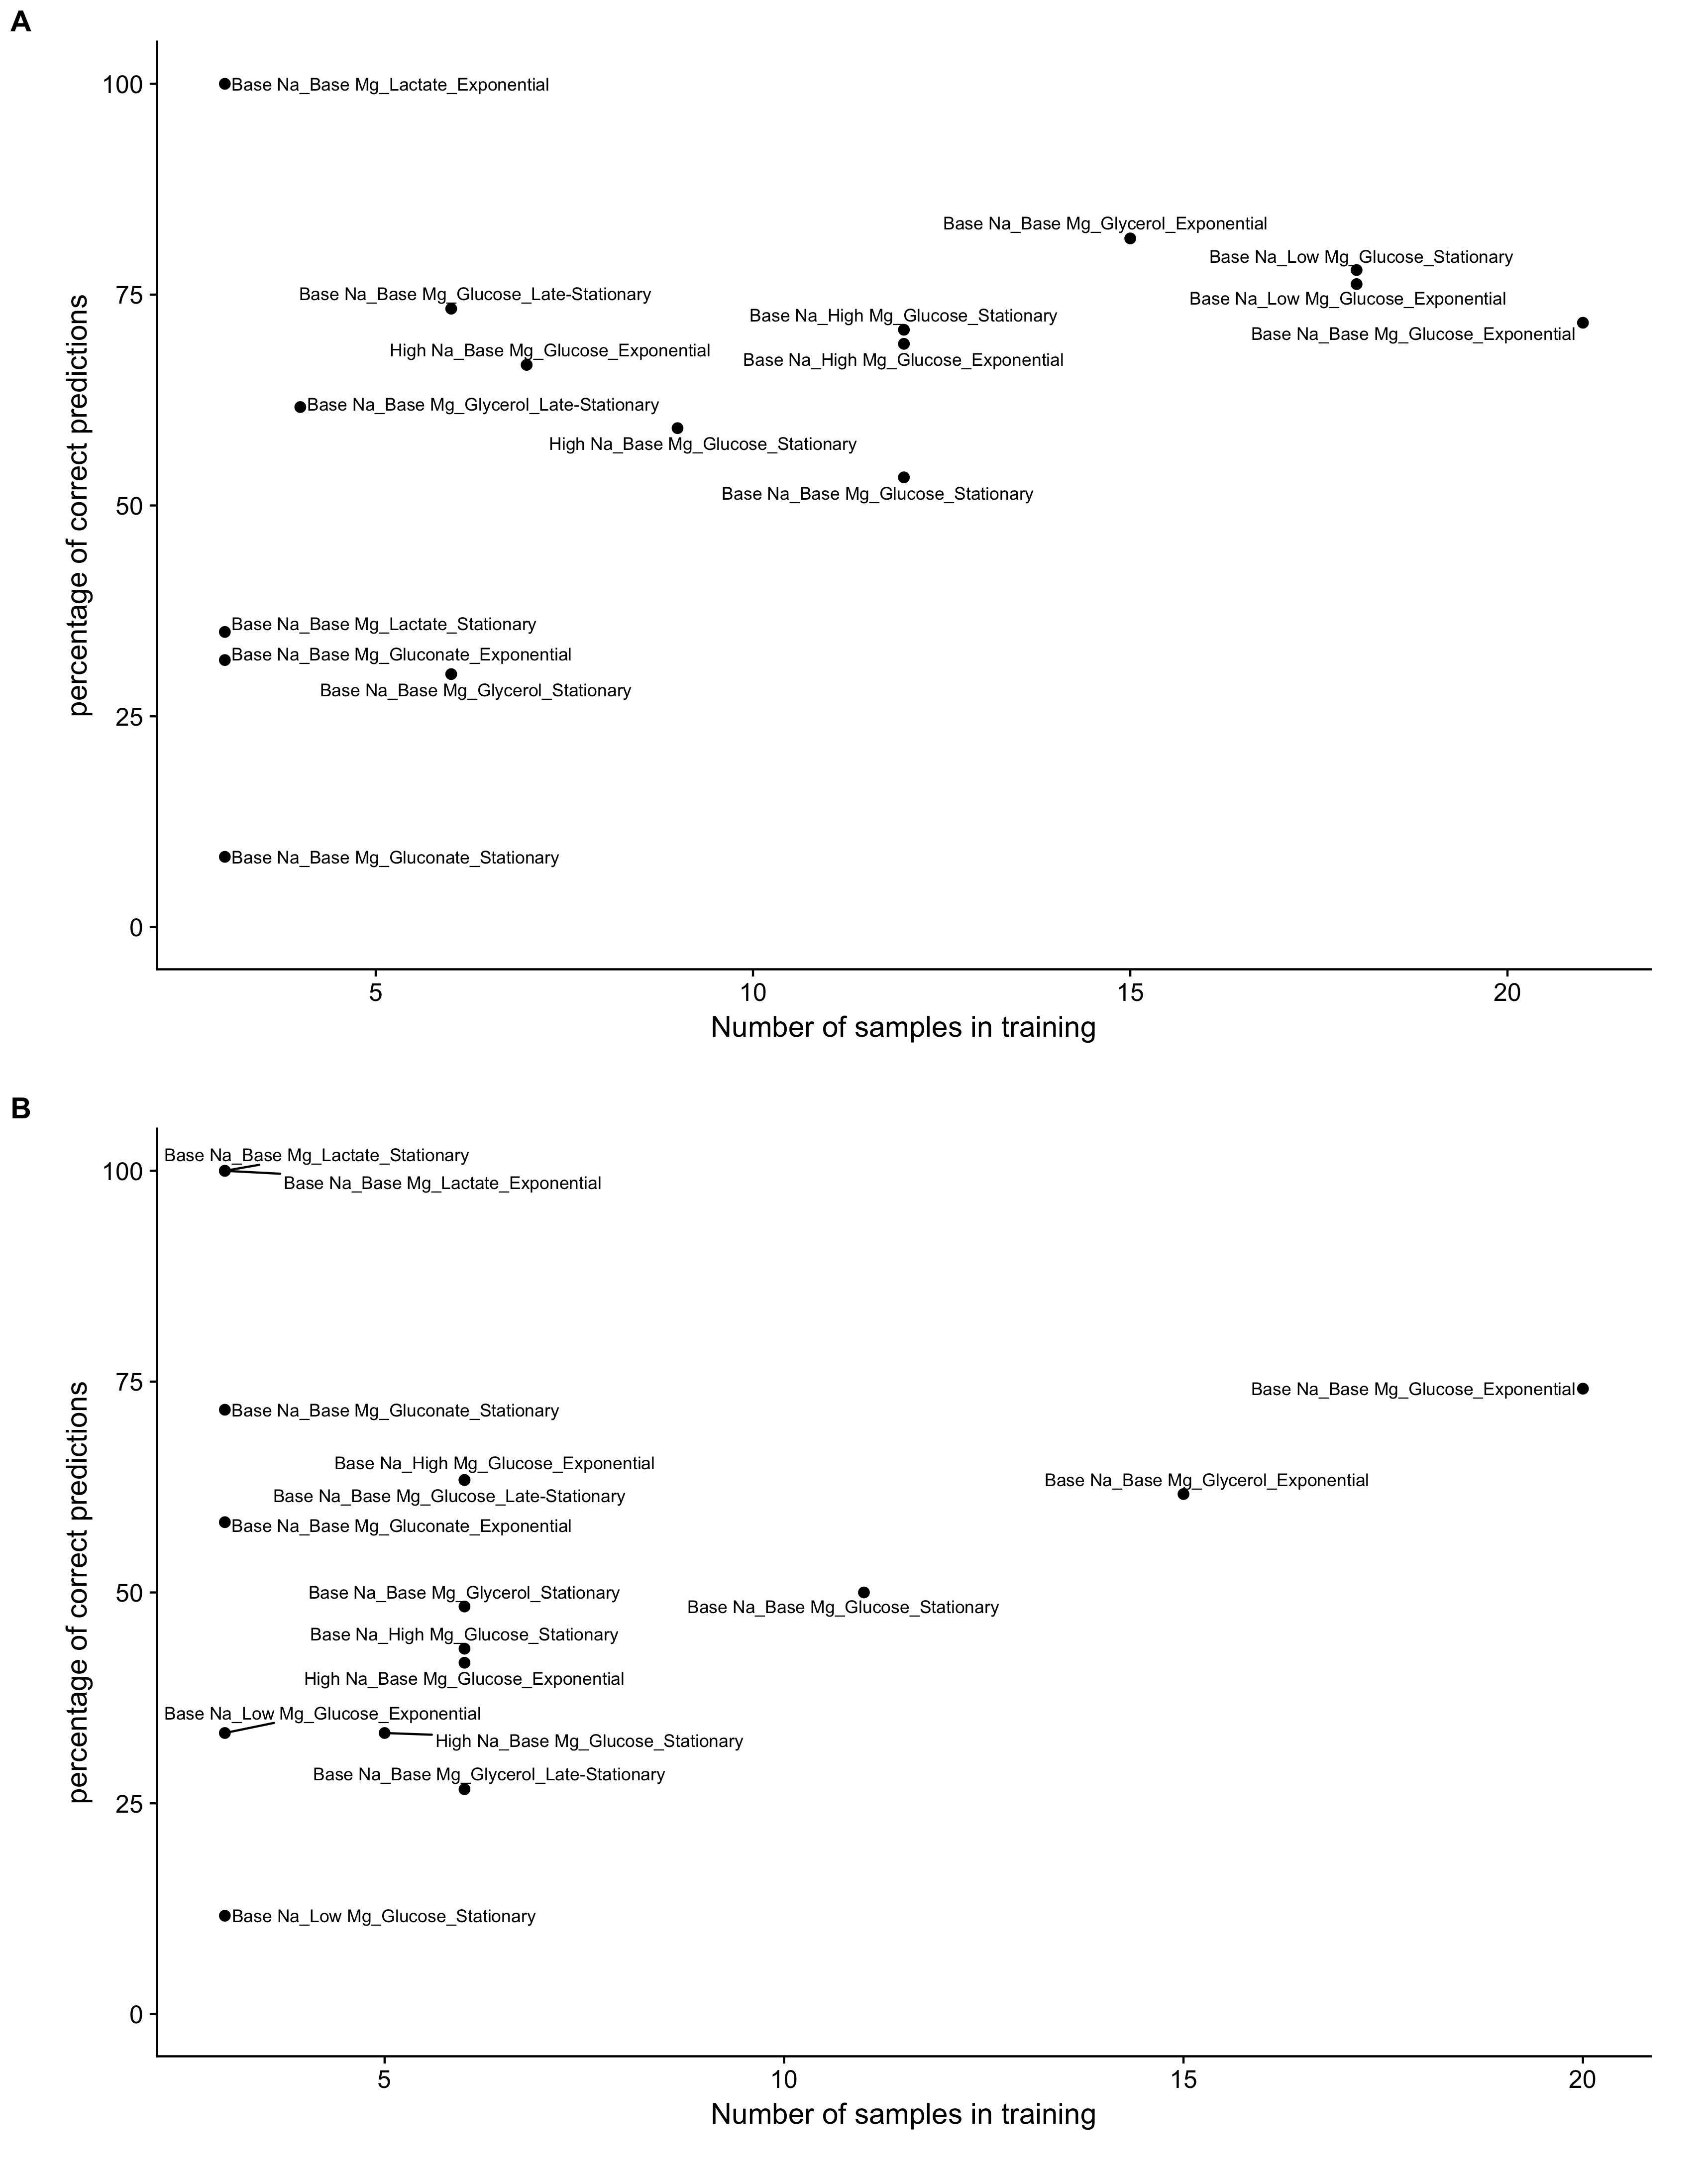 A
100
75
50
25
0
percentage of correct predictions
Base Na_Base Mg_Lactate_Exponential
Base Na_Base Mg_Glycerol_Exponential
Base Na_Low Mg_Glucose_Stationary
Base Na_Base Mg_Glucose_Late-Stationary
Base Na_Low Mg_Glucose_Exponential
Base Na_High Mg_Glucose_Stationary
Base Na_Base Mg_Glucose_Exponential
High Na_Base Mg_Glucose_Exponential
Base Na_High Mg_Glucose_Exponential
Base Na_Base Mg_Glycerol_Late-Stationary
High Na_Base Mg_Glucose_Stationary
Base Na_Base Mg_Glucose_Stationary
Base Na_Base Mg_Lactate_Stationary
Base Na_Base Mg_Gluconate_Exponential
Base Na_Base Mg_Glycerol_Stationary
Base Na_Base Mg_Gluconate_Stationary
5 10 15 20
Number of samples in training
B
100
75
50
25
0
percentage of correct predictions
Base Na_Base Mg_Lactate_Stationary
Base Na_Base Mg_Lactate_Exponential
Base Na_Base Mg_Glucose_Exponential
Base Na_Base Mg_Gluconate_Stationary
Base Na_High Mg_Glucose_Exponential
Base Na_Base Mg_Glycerol_Exponential
Base Na_Base Mg_Glucose_Late-Stationary
Base Na_Base Mg_Gluconate_Exponential
Base Na_Base Mg_Glycerol_Stationary
Base Na_Base Mg_Glucose_Stationary
Base Na_High Mg_Glucose_Stationary
High Na_Base Mg_Glucose_Exponential
Base Na_Low Mg_Glucose_Exponential
High Na_Base Mg_Glucose_Stationary
Base Na_Base Mg_Glycerol_Late-Stationary
Base Na_Low Mg_Glucose_Stationary
5 10 15 20
Number of samples in training